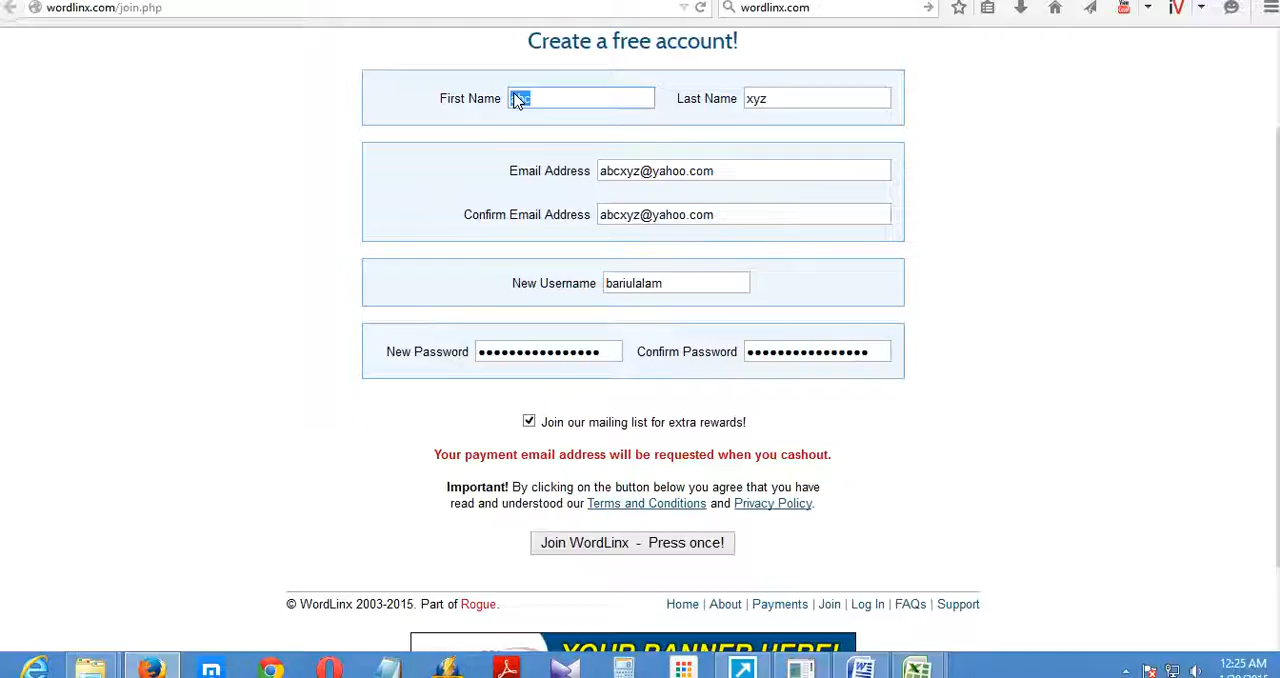 wordlinx.com/join.php
wordlinx.com
Create a free account!
First Name
Last Name xyz
Email Address abcxyz@yahoo.com
Confirm Email Address abcxyz@yahoo.com
New Username bariulalam
New Password •••••••••••••••• Confirm Password ••••••••••••••••
Join our mailing list for extra rewards!
Your payment email address will be requested when you cashout.
Important! By clicking on the button below you agree that you have
read and understood our Terms and Conditions and Privacy Policy.
Join WordLinx - Press once!
© WordLinx 2003-2015. Part of Rogue.
Home | About | Payments | Join | Log In | FAQs | Support
YOUR BANNER HERE!
12:25 AM